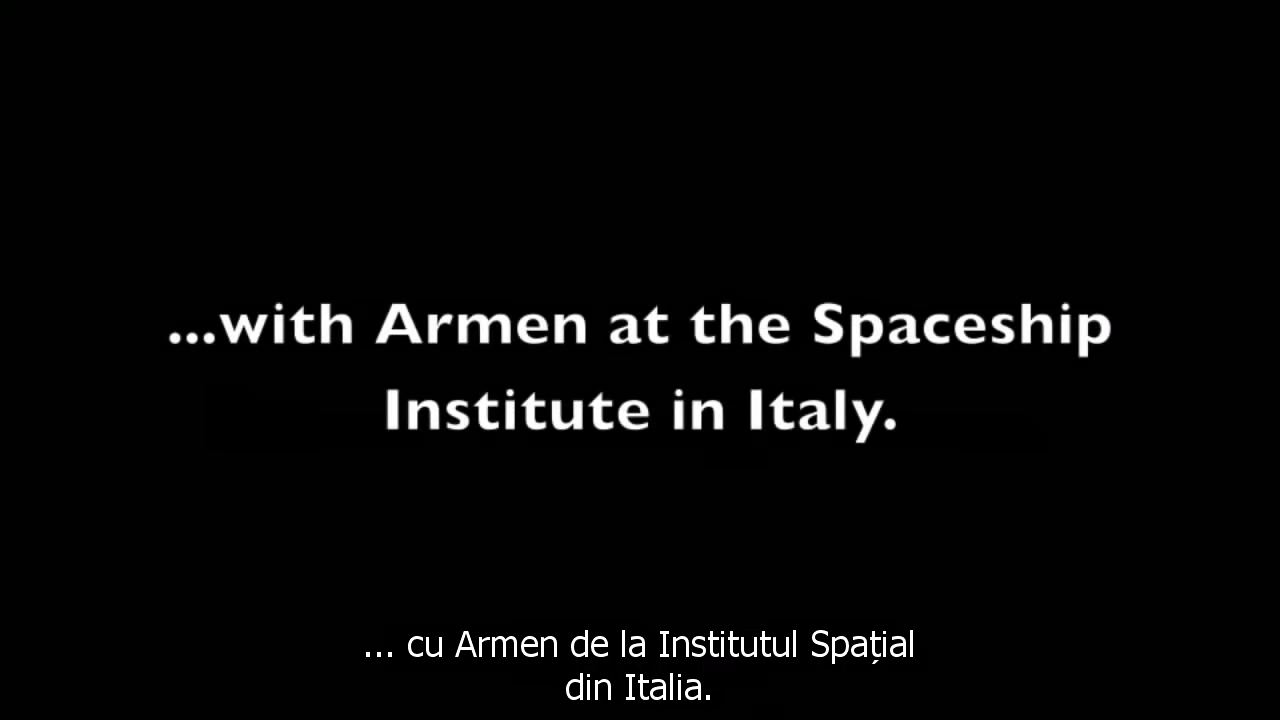 ...with Armen at the Spaceship
Institute in Italy.
... cu Armen de la Institutul Spațial
din Italia.